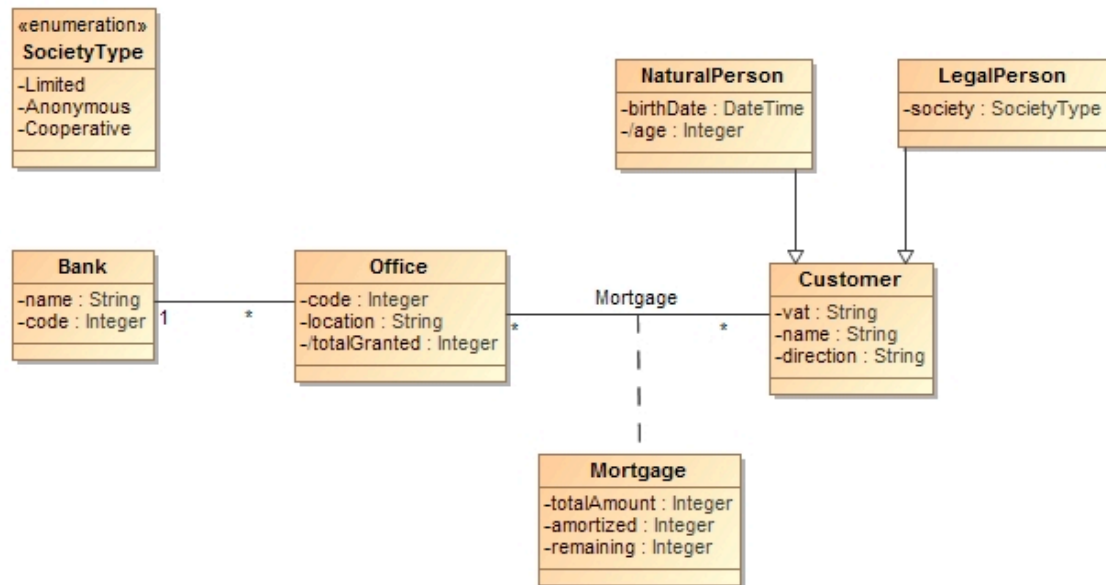 «enumeration»
SocietyType
-Limited
-Anonymous
-Cooperative
NaturalPerson
-birthDate : DateTime
-/age : Integer
LegalPerson
-society : SocietyType
Bank
-name : String
-code : Integer
1
*
Office
-code : Integer
-location : String
-/totalGranted : Integer
*
Mortgage
*
Customer
-vat : String
-name : String
-direction : String
Mortgage
-totalAmount : Integer
-amortized : Integer
-remaining : Integer